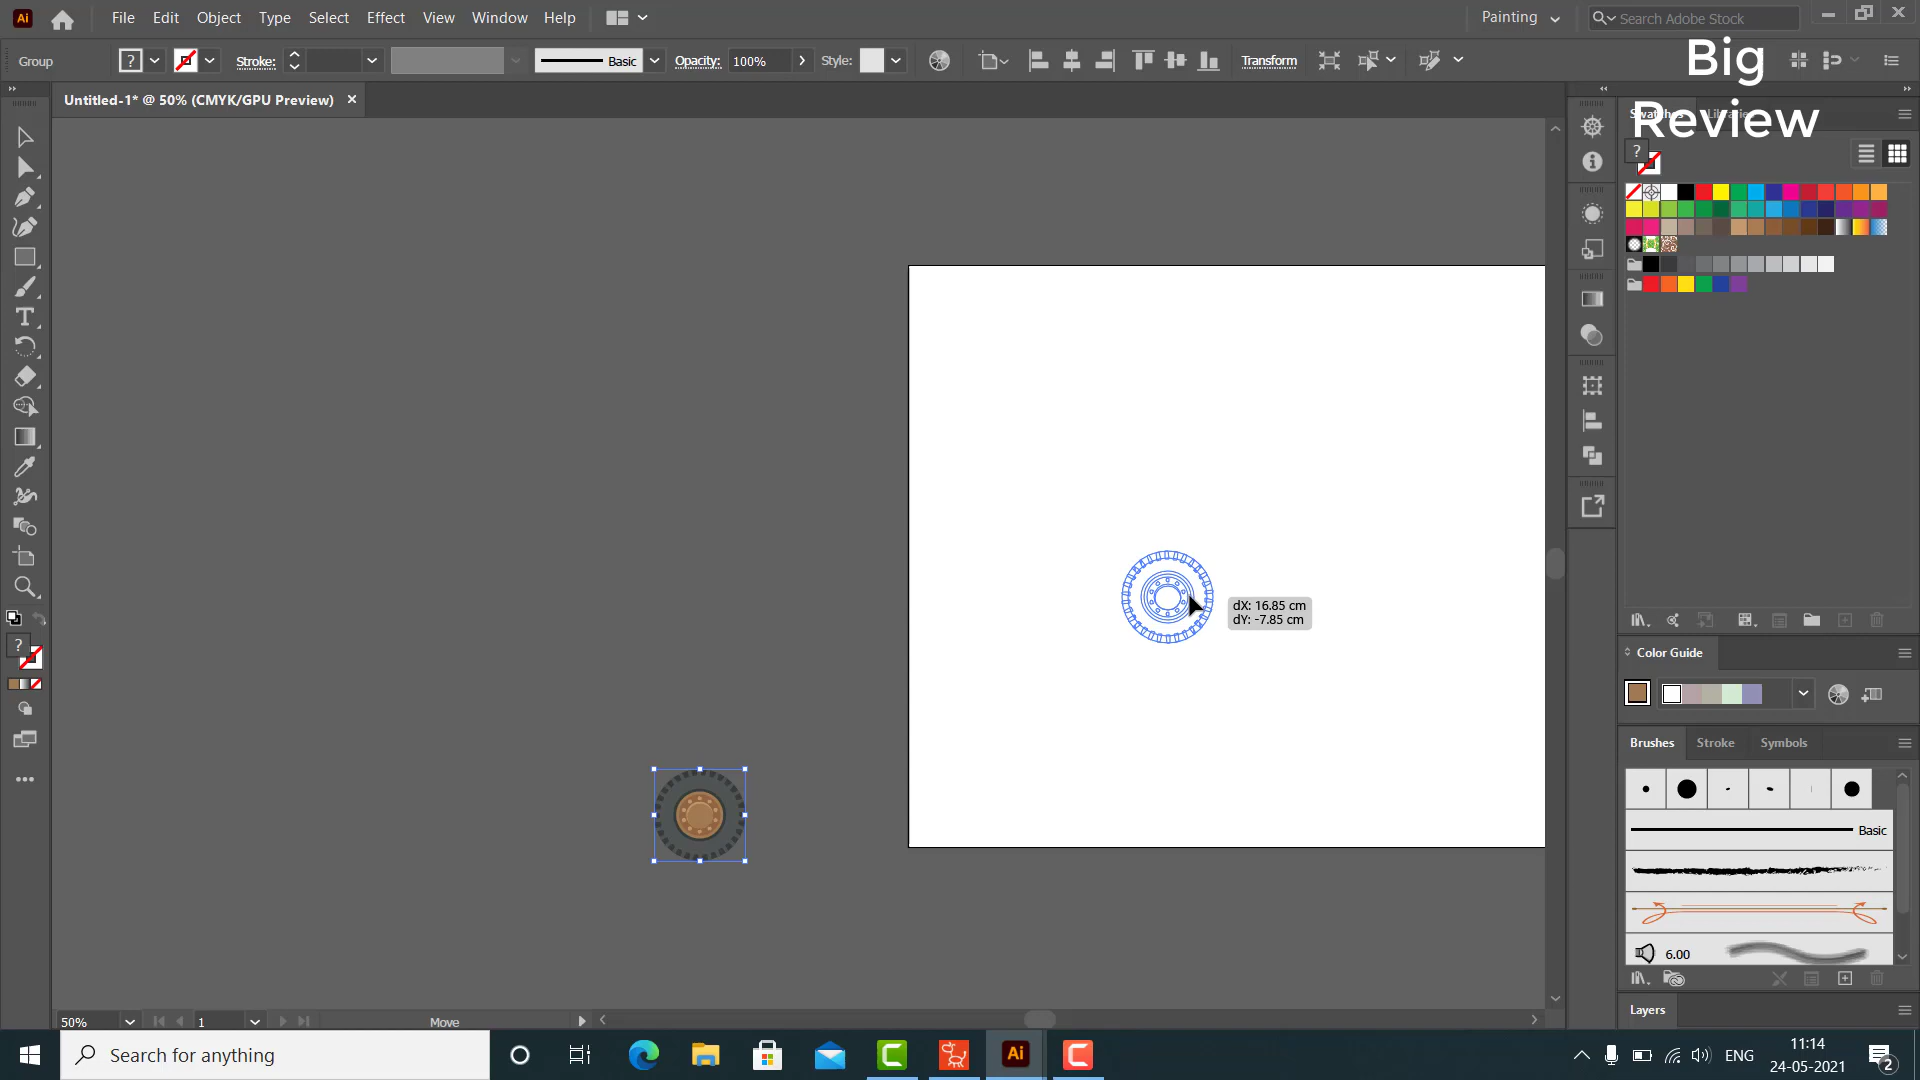 Ai File Edit Object Type Select Effect View Window Help Painting Search Adobe Stock
Big
Group ? Stroke: Basic Opacity: 100% Style: Transform
Untitled-1* @ 50% (CMYK/GPU Preview) ×
Review
?
dX: 16.85 cm
dY: -7.85 cm
?
Color Guide
Brushes Stroke Symbols
Basic
6.00
Layers
50% 1 Move
Search for anything
Ai
ENG
11:14
24-05-2021
2